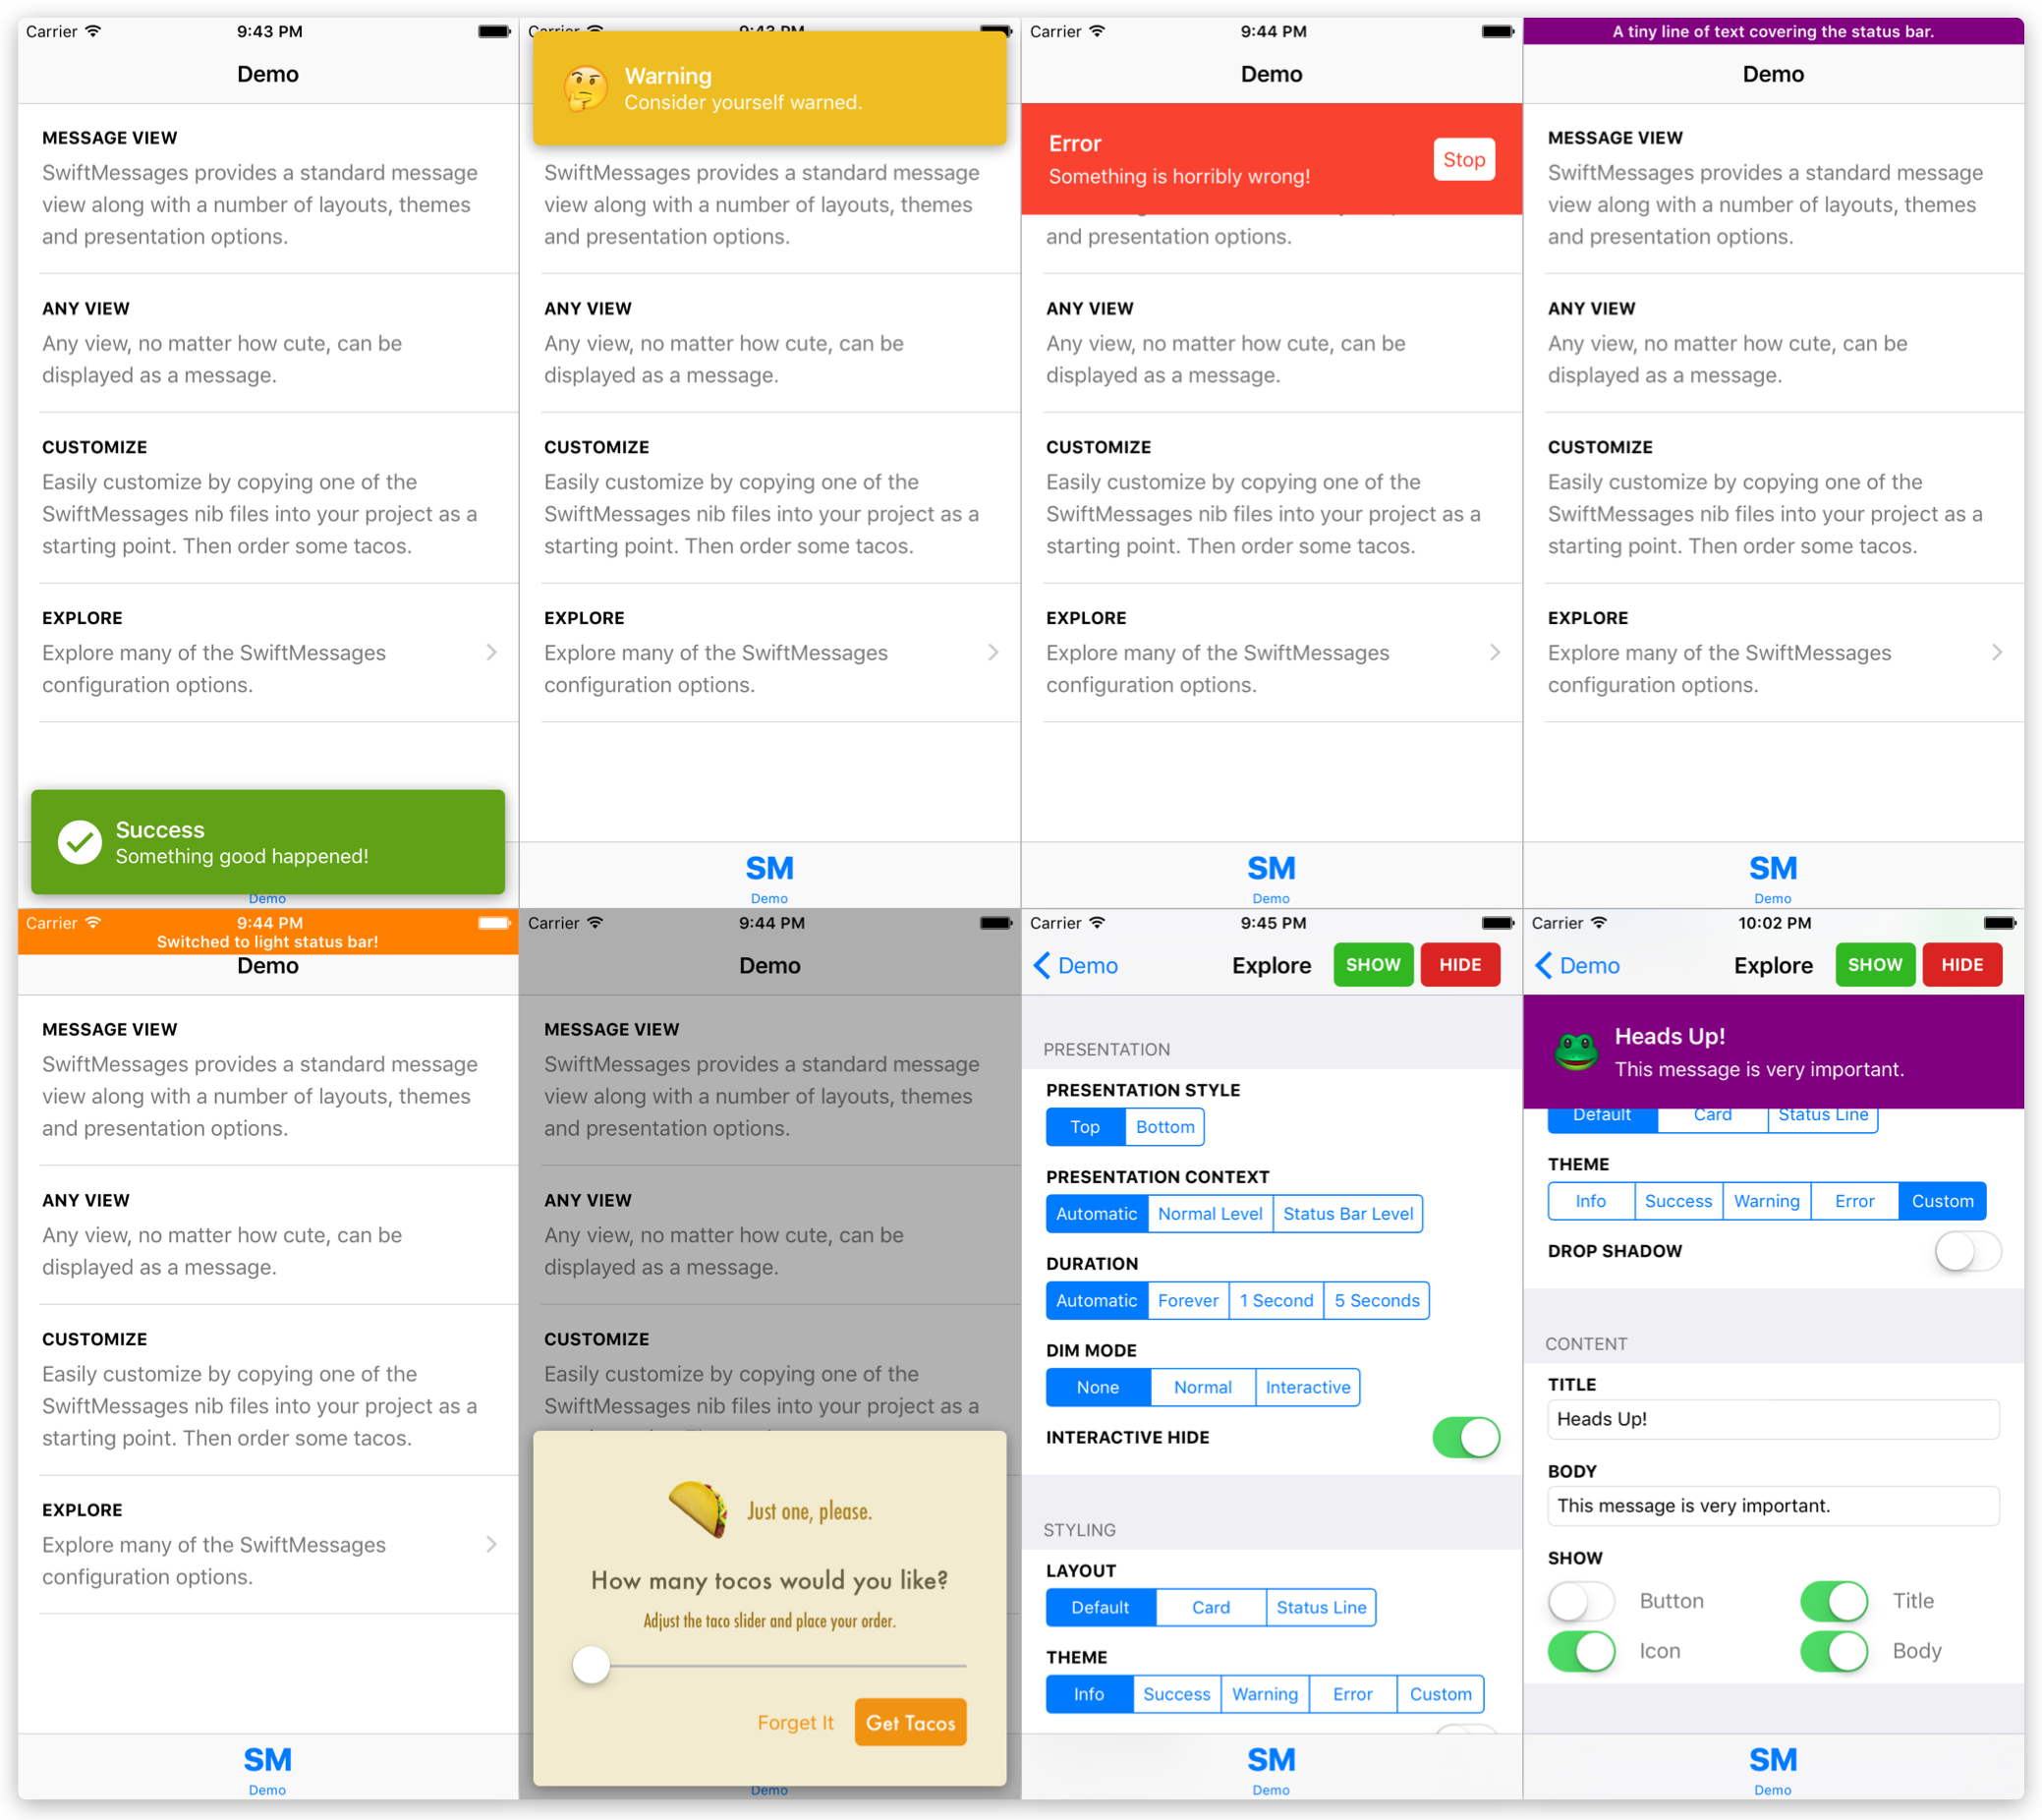 Carrier
9:43 PM
Demo
MESSAGE VIEW
SwiftMessages provides a standard message
view along with a number of layouts, themes
and presentation options.
ANY VIEW
Any view, no matter how cute, can be
displayed as a message.
CUSTOMIZE
Easily customize by copying one of the
SwiftMessages nib files into your project as a
starting point. Then order some tacos.
EXPLORE
Explore many of the SwiftMessages
configuration options.
Success
Something good happened!
Demo
Carrier
9:43 PM
Warning
Consider yourself warned.
SwiftMessages provides a standard message
view along with a number of layouts, themes
and presentation options.
ANY VIEW
Any view, no matter how cute, can be
displayed as a message.
CUSTOMIZE
Easily customize by copying one of the
SwiftMessages nib files into your project as a
starting point. Then order some tacos.
EXPLORE
Explore many of the SwiftMessages
configuration options.
SM
Demo
Carrier
9:44 PM
Demo
Error
Something is horribly wrong!
Stop
and presentation options.
ANY VIEW
Any view, no matter how cute, can be
displayed as a message.
CUSTOMIZE
Easily customize by copying one of the
SwiftMessages nib files into your project as a
starting point. Then order some tacos.
EXPLORE
Explore many of the SwiftMessages
configuration options.
SM
Demo
A tiny line of text covering the status bar.
Demo
MESSAGE VIEW
SwiftMessages provides a standard message
view along with a number of layouts, themes
and presentation options.
ANY VIEW
Any view, no matter how cute, can be
displayed as a message.
CUSTOMIZE
Easily customize by copying one of the
SwiftMessages nib files into your project as a
starting point. Then order some tacos.
EXPLORE
Explore many of the SwiftMessages
configuration options.
SM
Demo
Carrier
9:44 PM
Switched to light status bar!
Demo
MESSAGE VIEW
SwiftMessages provides a standard message
view along with a number of layouts, themes
and presentation options.
ANY VIEW
Any view, no matter how cute, can be
displayed as a message.
CUSTOMIZE
Easily customize by copying one of the
SwiftMessages nib files into your project as a
starting point. Then order some tacos.
EXPLORE
Explore many of the SwiftMessages
configuration options.
SM
Demo
Carrier
9:44 PM
Demo
MESSAGE VIEW
SwiftMessages provides a standard message
view along with a number of layouts, themes
and presentation options.
ANY VIEW
Any view, no matter how cute, can be
displayed as a message.
CUSTOMIZE
Easily customize by copying one of the
SwiftMessages nib files into your project as a
Just one, please.
How many tocos would you like?
Adjust the taco slider and place your order.
Forget It
Get Tacos
Demo
Carrier
9:45 PM
Demo
Explore
SHOW
HIDE
PRESENTATION
PRESENTATION STYLE
Top
Bottom
PRESENTATION CONTEXT
Automatic
Normal Level
Status Bar Level
DURATION
Automatic
Forever
1 Second
5 Seconds
DIM MODE
None
Normal
Interactive
INTERACTIVE HIDE
STYLING
LAYOUT
Default
Card
Status Line
THEME
Info
Success
Warning
Error
Custom
SM
Demo
Carrier
10:02 PM
Demo
Explore
SHOW
HIDE
Heads Up!
This message is very important.
Default
Card
Status Line
THEME
Info
Success
Warning
Error
Custom
DROP SHADOW
CONTENT
TITLE
Heads Up!
BODY
This message is very important.
SHOW
Button
Title
Icon
Body
SM
Demo